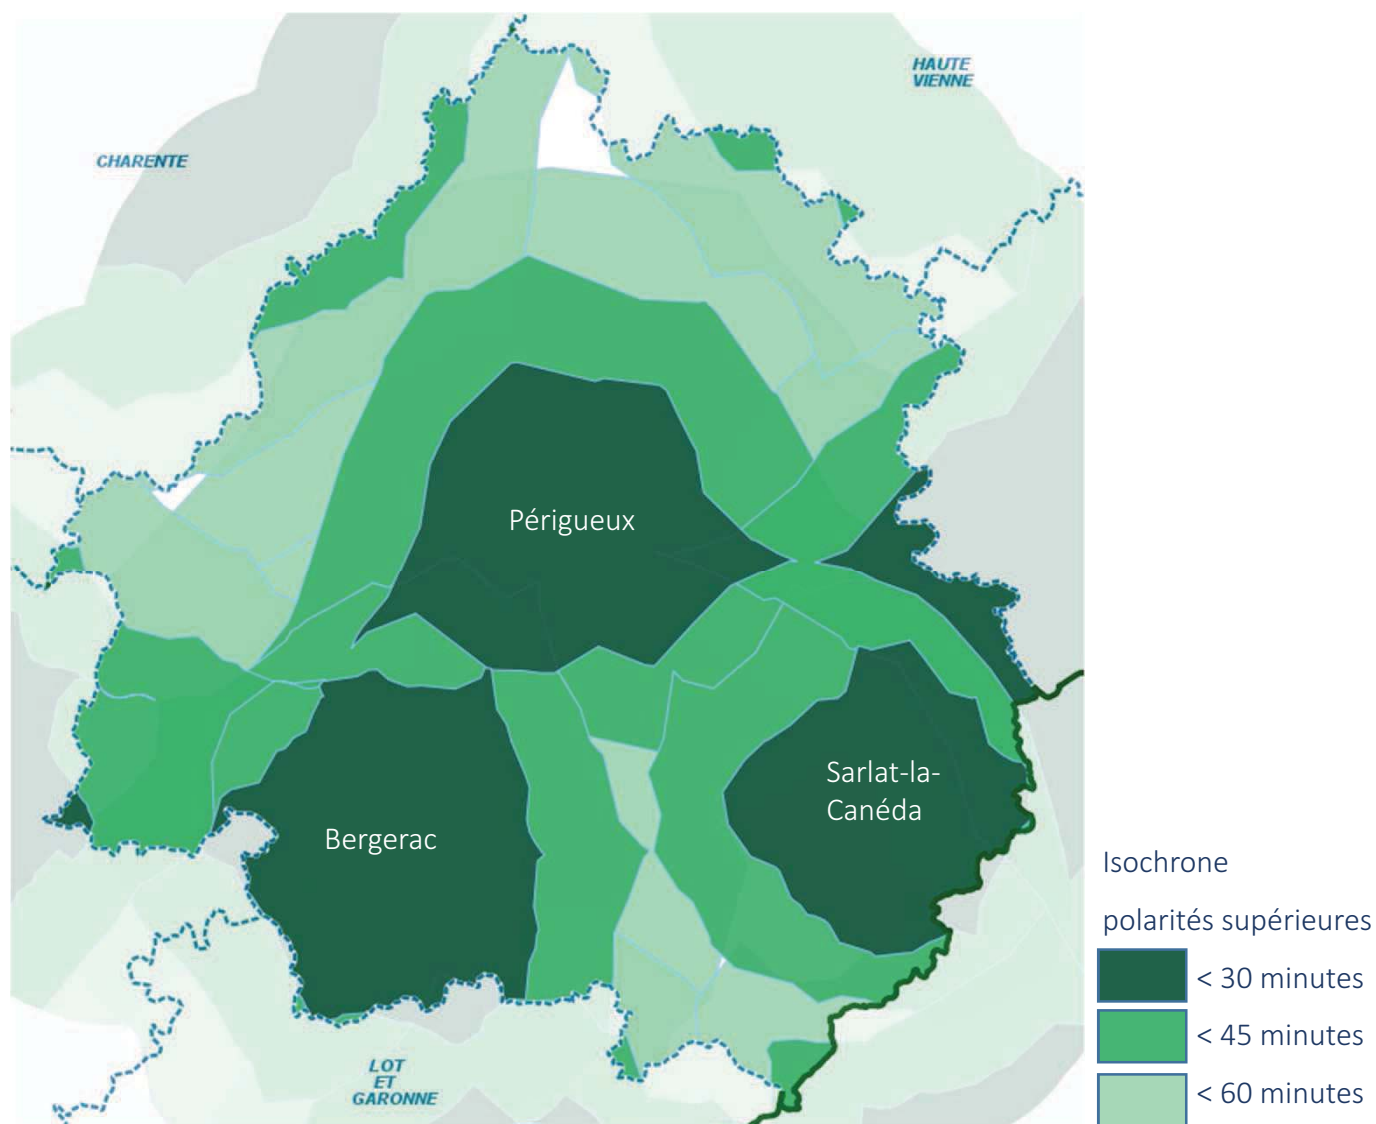 HAUTE
VIENNE
CHARENTE
Périgueux
Sarlat-la-
Canéda
Bergerac
LOT
ET
GARONNE
Isochrone
polarités supérieures
< 30 minutes
< 45 minutes
< 60 minutes